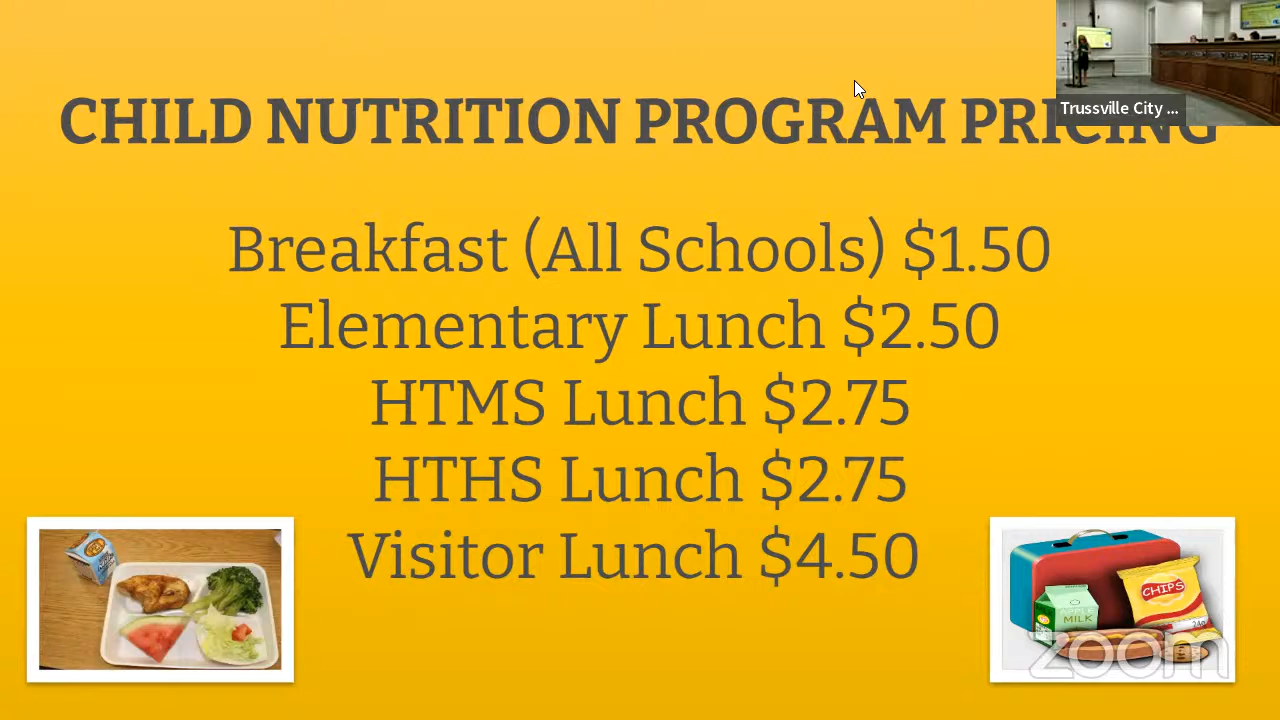 CHILD NUTRITION PROGRAM PRICING
Trussville City ...
Breakfast (All Schools) $1.50
Elementary Lunch $2.50
HTMS Lunch $2.75
HTHS Lunch $2.75
Visitor Lunch $4.50
CHIPS
APPLE
MILK
zoom